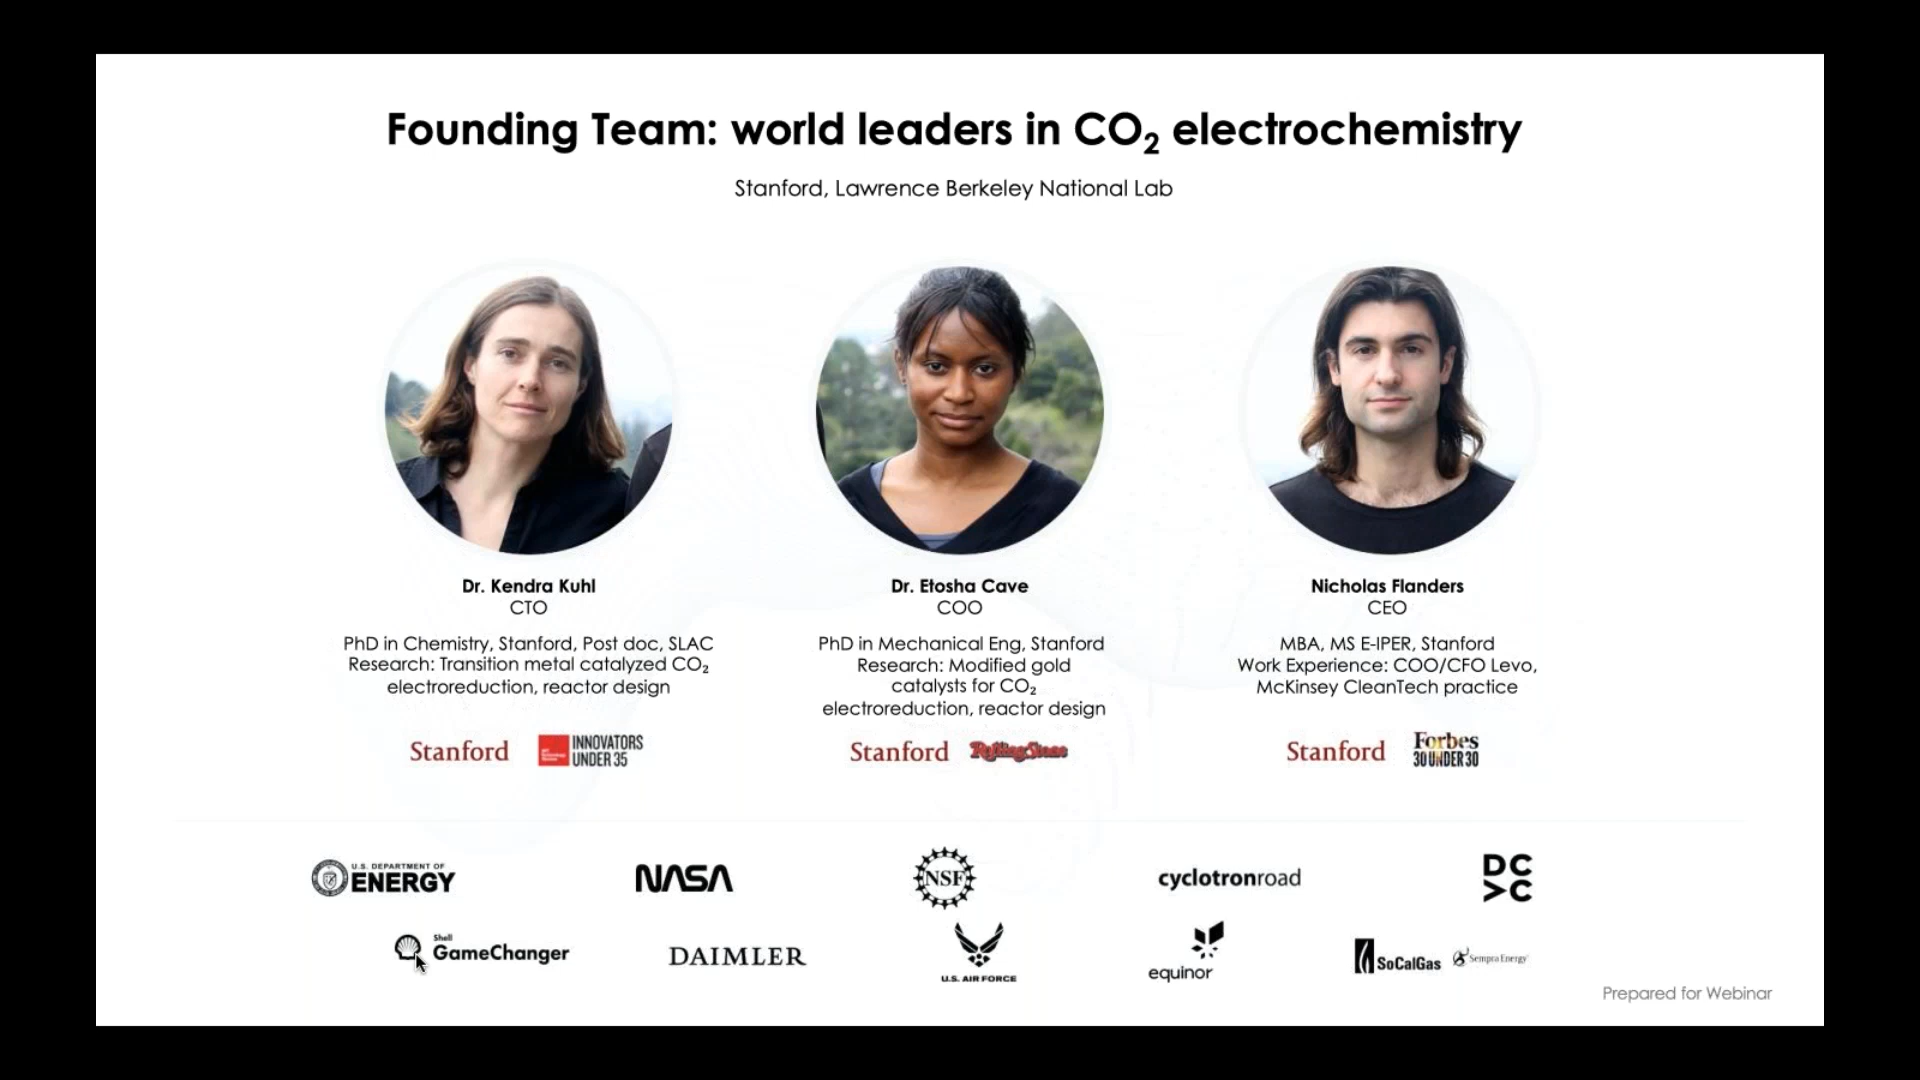 Founding Team: world leaders in CO₂ electrochemistry
Stanford, Lawrence Berkeley National Lab
Dr. Kendra Kuhl
CTO
PhD in Chemistry, Stanford, Post doc, SLAC
Research: Transition metal catalyzed CO₂
electroreduction, reactor design
Stanford
INNOVATORS
UNDER 35
Dr. Etosha Cave
COO
PhD in Mechanical Eng, Stanford
Research: Modified gold
catalysts for CO₂
electroreduction, reactor design
Stanford
RollingStone
Nicholas Flanders
CEO
MBA, MS E-IPER, Stanford
Work Experience: COO/CFO Levo,
McKinsey CleanTech practice
Stanford
Forbes
30 UNDER 30
U.S. DEPARTMENT OF
ENERGY
NASA
NSF
cyclotronroad
DC
>C
Shell
GameChanger
DAIMLER
U.S. AIR FORCE
equinor
SoCalGas
Sempra Energy
Prepared for Webinar